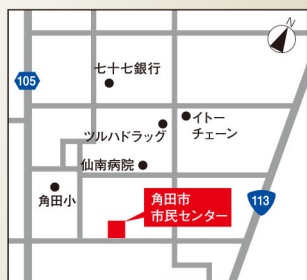 N
105
七十七銀行
イトー
チェーン
ツルハドラッグ
仙南病院
角田小
角田市
市民センター
113